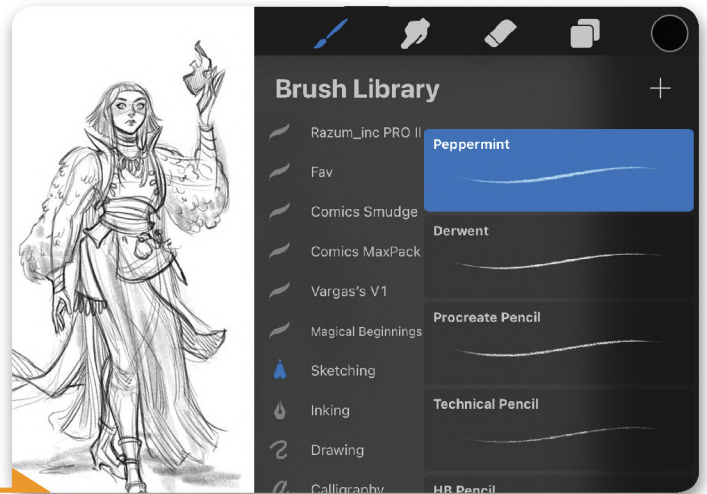 Brush Library
Razum_inc PRO II
Fav
Comics Smudge
Comics MaxPack
Vargas's V1
Magical Beginnings
Sketching
Inking
Drawing
Calligraphy
Peppermint
Derwent
Procreate Pencil
Technical Pencil
HB Pencil